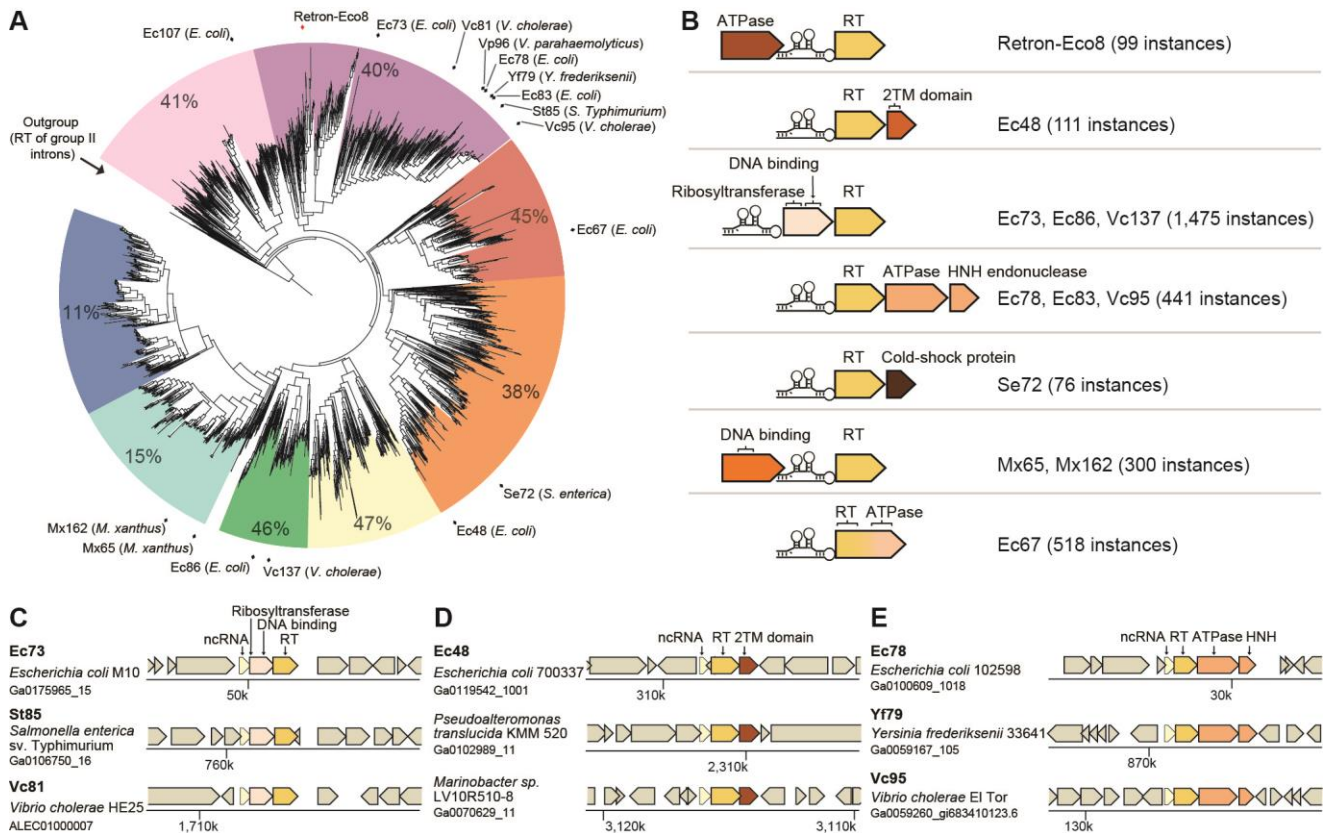 A
Retron-Eco8
Ec107 (E. coli)
Ec73 (E. coli)
Vc81 (V. cholerae)
Vp96 (V. parahaemolyticus)
Ec78 (E. coli)
Yf79 (Y. frederiksenii)
Ec83 (E. coli)
St85 (S. Typhimurium)
Vc95 (V. cholerae)
40%
41%
Outgroup
(RT of group II
introns)
45%
Ec67 (E. coli)
11%
38%
15%
46%
47%
Se72 (S. enterica)
Ec48 (E. coli)
Mx162 (M. xanthus)
Mx65 (M. xanthus)
Ec86 (E. coli)
Vc137 (V. cholerae)
B
ATPase RT
Retron-Eco8 (99 instances)
RT 2TM domain
Ec48 (111 instances)
DNA binding
Ribosyltransferase RT
Ec73, Ec86, Vc137 (1,475 instances)
RT ATPase HNH endonuclease
Ec78, Ec83, Vc95 (441 instances)
RT Cold-shock protein
Se72 (76 instances)
DNA binding RT
Mx65, Mx162 (300 instances)
RT ATPase
Ec67 (518 instances)
C
Ribosyltransferase
DNA binding
ncRNA RT
Ec73
Escherichia coli M10
Ga0175965_15
50k
St85
Salmonella enterica
sv. Typhimurium
Ga0106750_16
760k
Vc81
Vibrio cholerae HE25
ALEC01000007
1,710k
D
ncRNA RT 2TM domain
Ec48
Escherichia coli 700337
Ga0119542_1001
310k
Pseudoalteromonas
translucida KMM 520
Ga0102989_11
2,310k
Marinobacter sp.
LV10R510-8
Ga0070629_11
3,120k 3,110k
E
ncRNA RT ATPase HNH
Ec78
Escherichia coli 102598
Ga0100609_1018
30k
Yf79
Yersinia frederiksenii 33641
Ga0059167_105
870k
Vc95
Vibrio cholerae El Tor
Ga0059260_gi683410123.6
130k